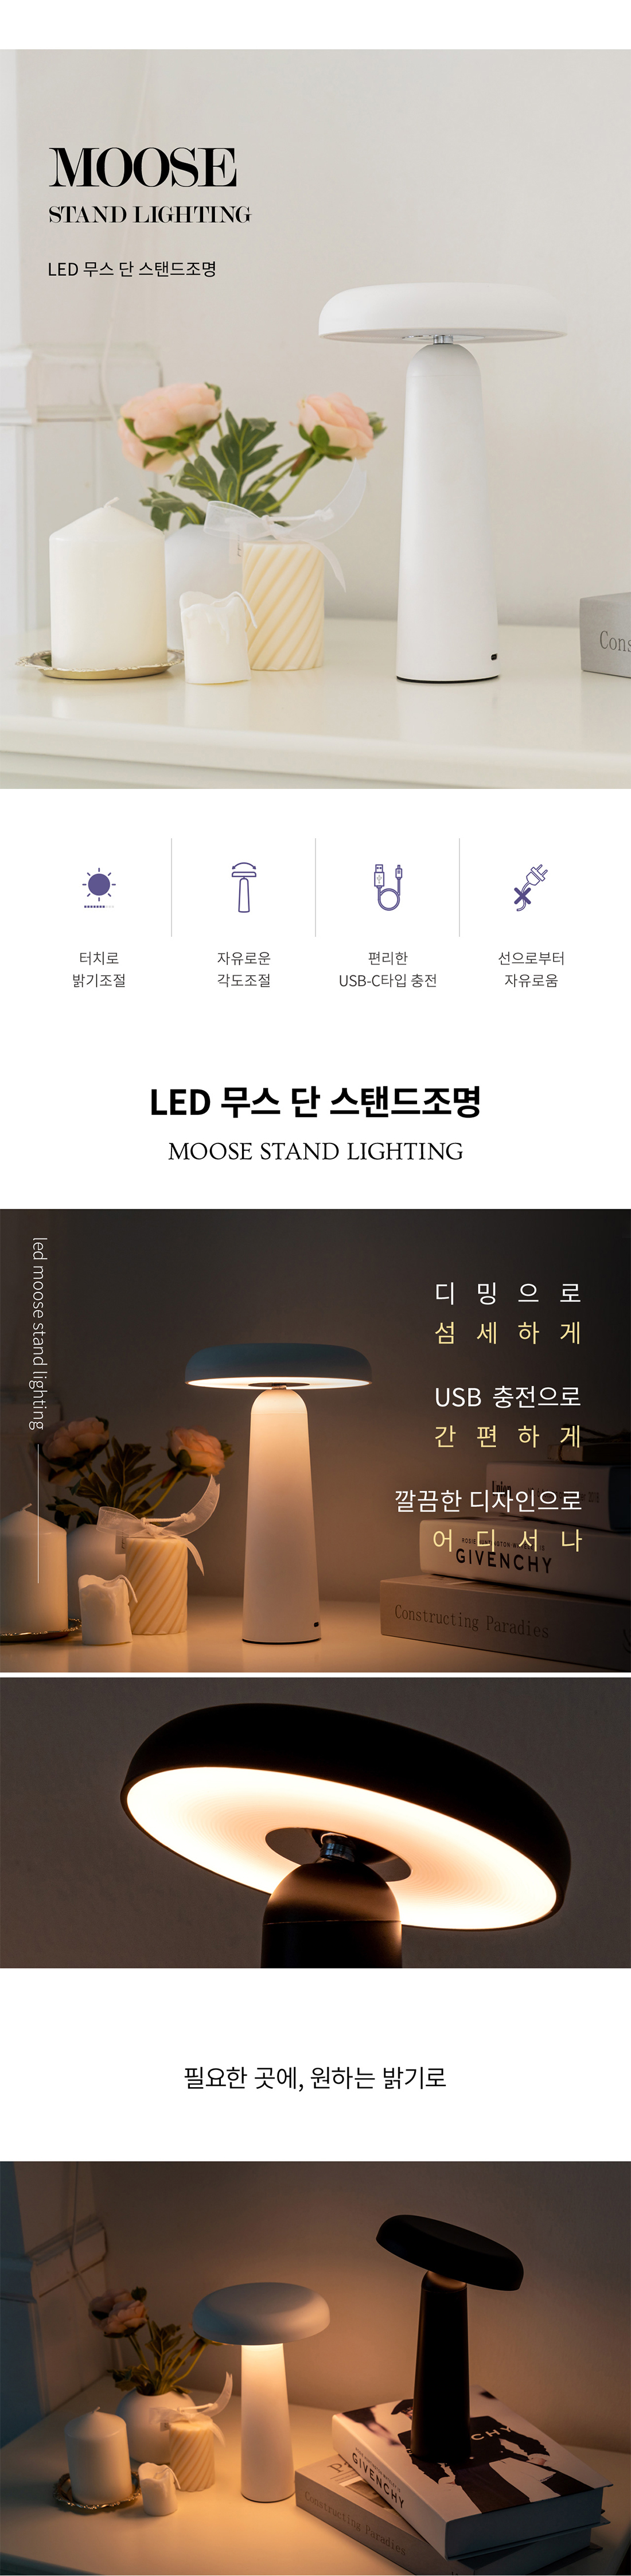 MOOSE
STAND LIGHTING
LED 무스 단 스탠드조명
Cons
터치로
밝기조절
자유로운
각도조절
편리한
USB-C타입 충전
선으로부터
자유로움
LED 무스 단 스탠드조명
MOOSE STAND LIGHTING
led moose stand lighting
디밍으로
섬세하게
USB 충전으로
간편하게
깔끔한 디자인으로
어디서나
GIVENCHY
Constructing Paradies
필요한 곳에, 원하는 밝기로
CHY
GIVENCHY
Constructing Paradies